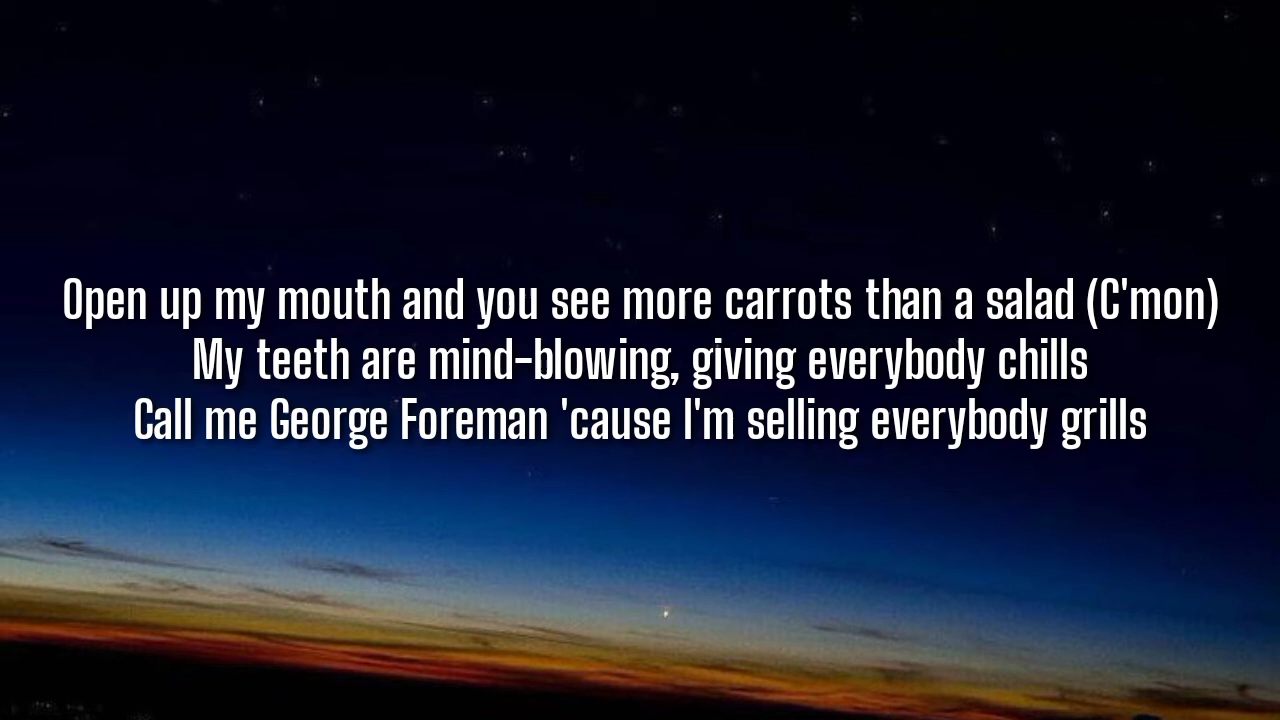 Open up my mouth and you see more carrots than a salad (C'mon)
My teeth are mind-blowing, giving everybody chills
Call me George Foreman 'cause I'm selling everybody grills